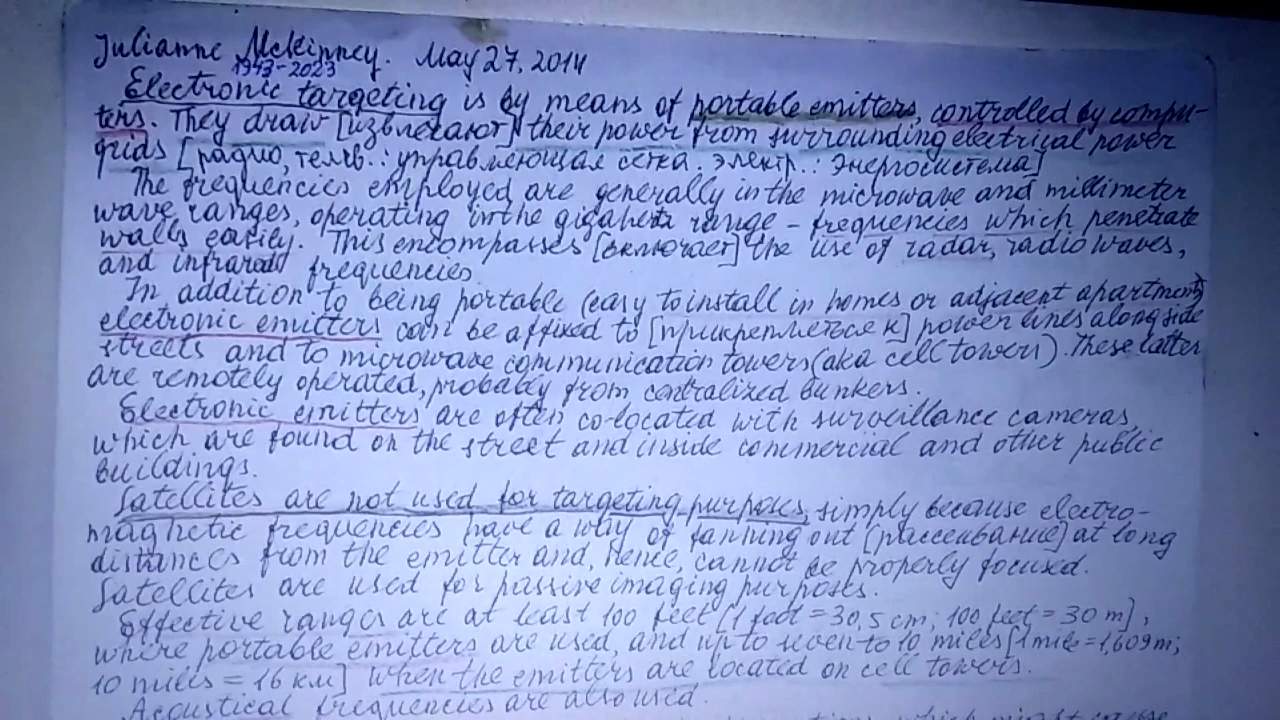 Julianne McKinney. May 27, 2014
1943-2023
Electronic targeting is by means of portable emitters, controlled by compu-
ters. They draw [извлекают] their power from surrounding electrical power
grids [радио, телев.: управляющая сетка. электр.: Энергосистема]
The frequencies employed are generally in the microwave and millimeter
wave ranges, operating in the gigahertz range - frequencies which penetrate
walls easily. This encompasses [включает] the use of radar, radio waves,
and infrared frequencies
In addition to being portable (easy to install in homes or adjacent apartments)
electronic emitters can be affixed to [прикрепляться к] power lines alongside
streets and to microwave communication towers (aka cell towers). These latter
are remotely operated, probably from centralized bunkers.
Electronic emitters are often co-located with surveillance cameras,
which are found on the street and inside commercial and other public
buildings.
Satellites are not used for targeting purposes, simply because electro-
magnetic frequencies have a way of fanning out [рассеивание] at long
distances from the emitter and, hence, cannot be properly focused.
Satellites are used for passive imaging purposes.
Effective ranges are at least 100 feet [1 foot = 30,5 cm; 100 feet = 30 m],
where portable emitters are used, and up to seven to 10 miles [1 mile = 1,609 m;
10 miles = 16 км] when the emitters are located on cell towers.
Acoustical frequencies are also used.
which might cause